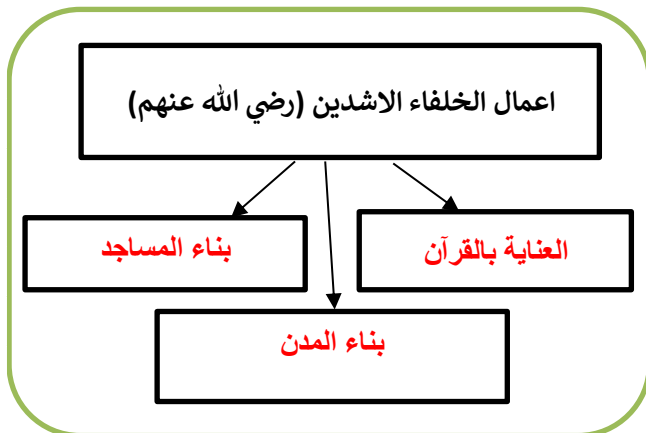 اعمال الخلفاء الاشدين (رضي الله عنهم)
العناية بالقرآن
بناء المساجد
بناء المدن